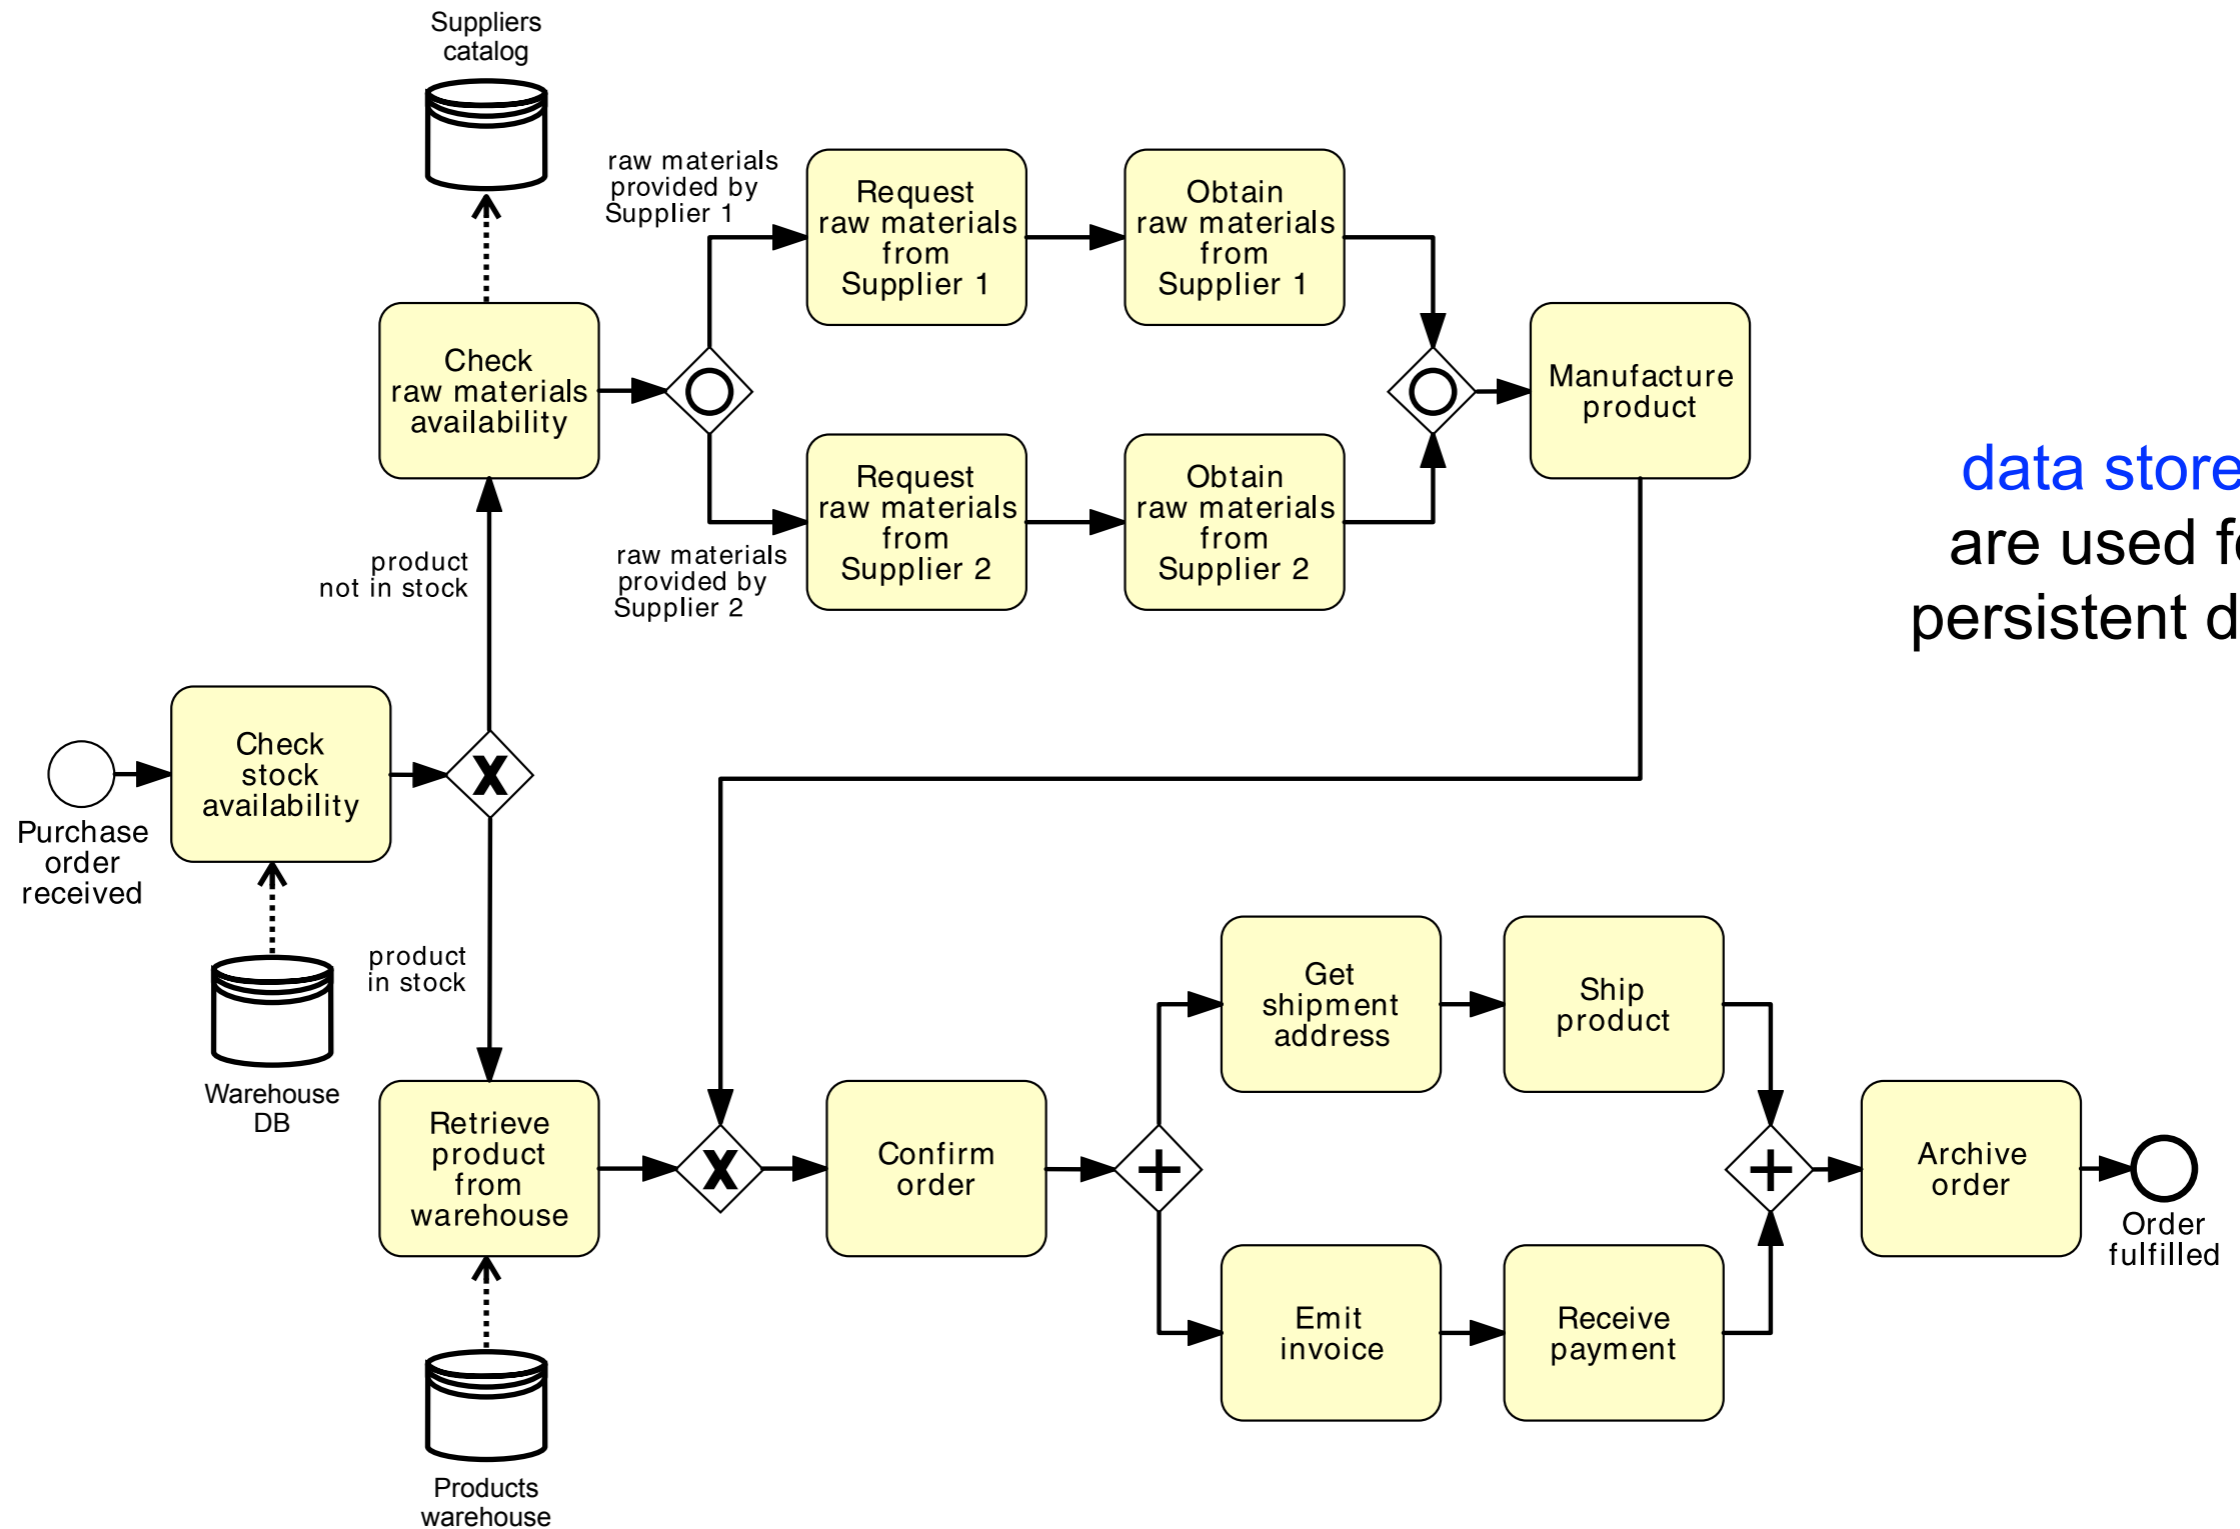 Suppliers
catalog
raw materials
provided by
Supplier 1
Request
raw materials
from
Supplier 1
Obtain
raw materials
from
Supplier 1
Check
raw materials
availability
Manufacture
product
Request
raw materials
from
Supplier 2
Obtain
raw materials
from
Supplier 2
raw materials
provided by
Supplier 2
data store
are used
persistent
product
not in stock
Check
stock
availability
X
Purchase
order
received
product
in stock
Warehouse
DB
Retrieve
product
from
warehouse
X
Confirm
order
Get
shipment
address
Ship
product
Emit
invoice
Receive
payment
Archive
order
Order
fulfilled
Products
warehouse